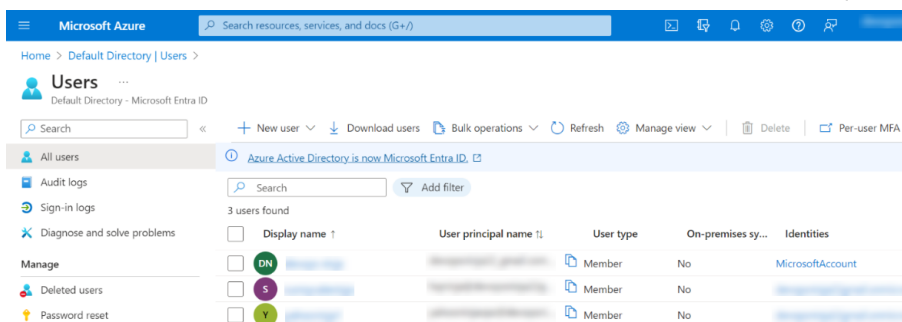 Microsoft Azure
Search resources, services, and docs (G+/)
Home > Default Directory | Users >
Users ...
Default Directory - Microsoft Entra ID
Search «
New user Download users Bulk operations Refresh Manage view Delete Per-user MFA
All users
Azure Active Directory is now Microsoft Entra ID.
Audit logs
Search Add filter
Sign-in logs
3 users found
Diagnose and solve problems
Display name ↑ User principal name ↑↓ User type On-premises sy... Identities
Manage
DN Member No MicrosoftAccount
Deleted users
S Member No
Password reset
Y Member No